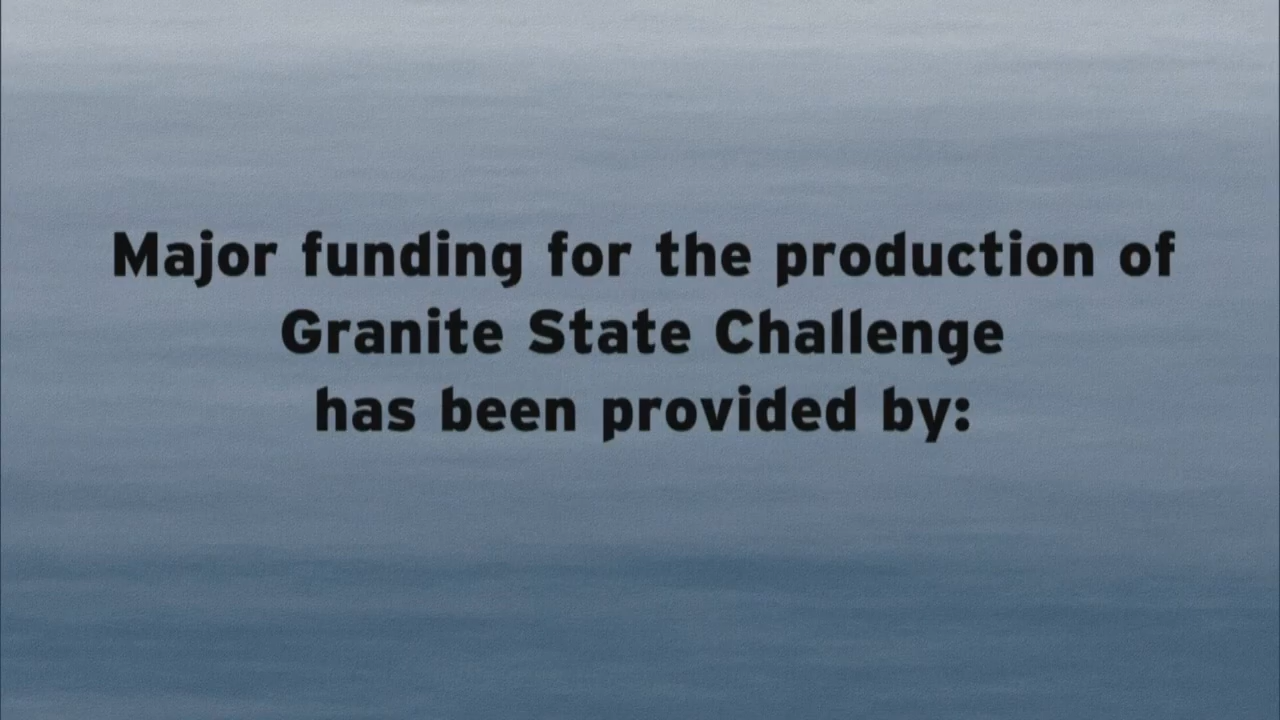 Major funding for the production of
Granite State Challenge
has been provided by: